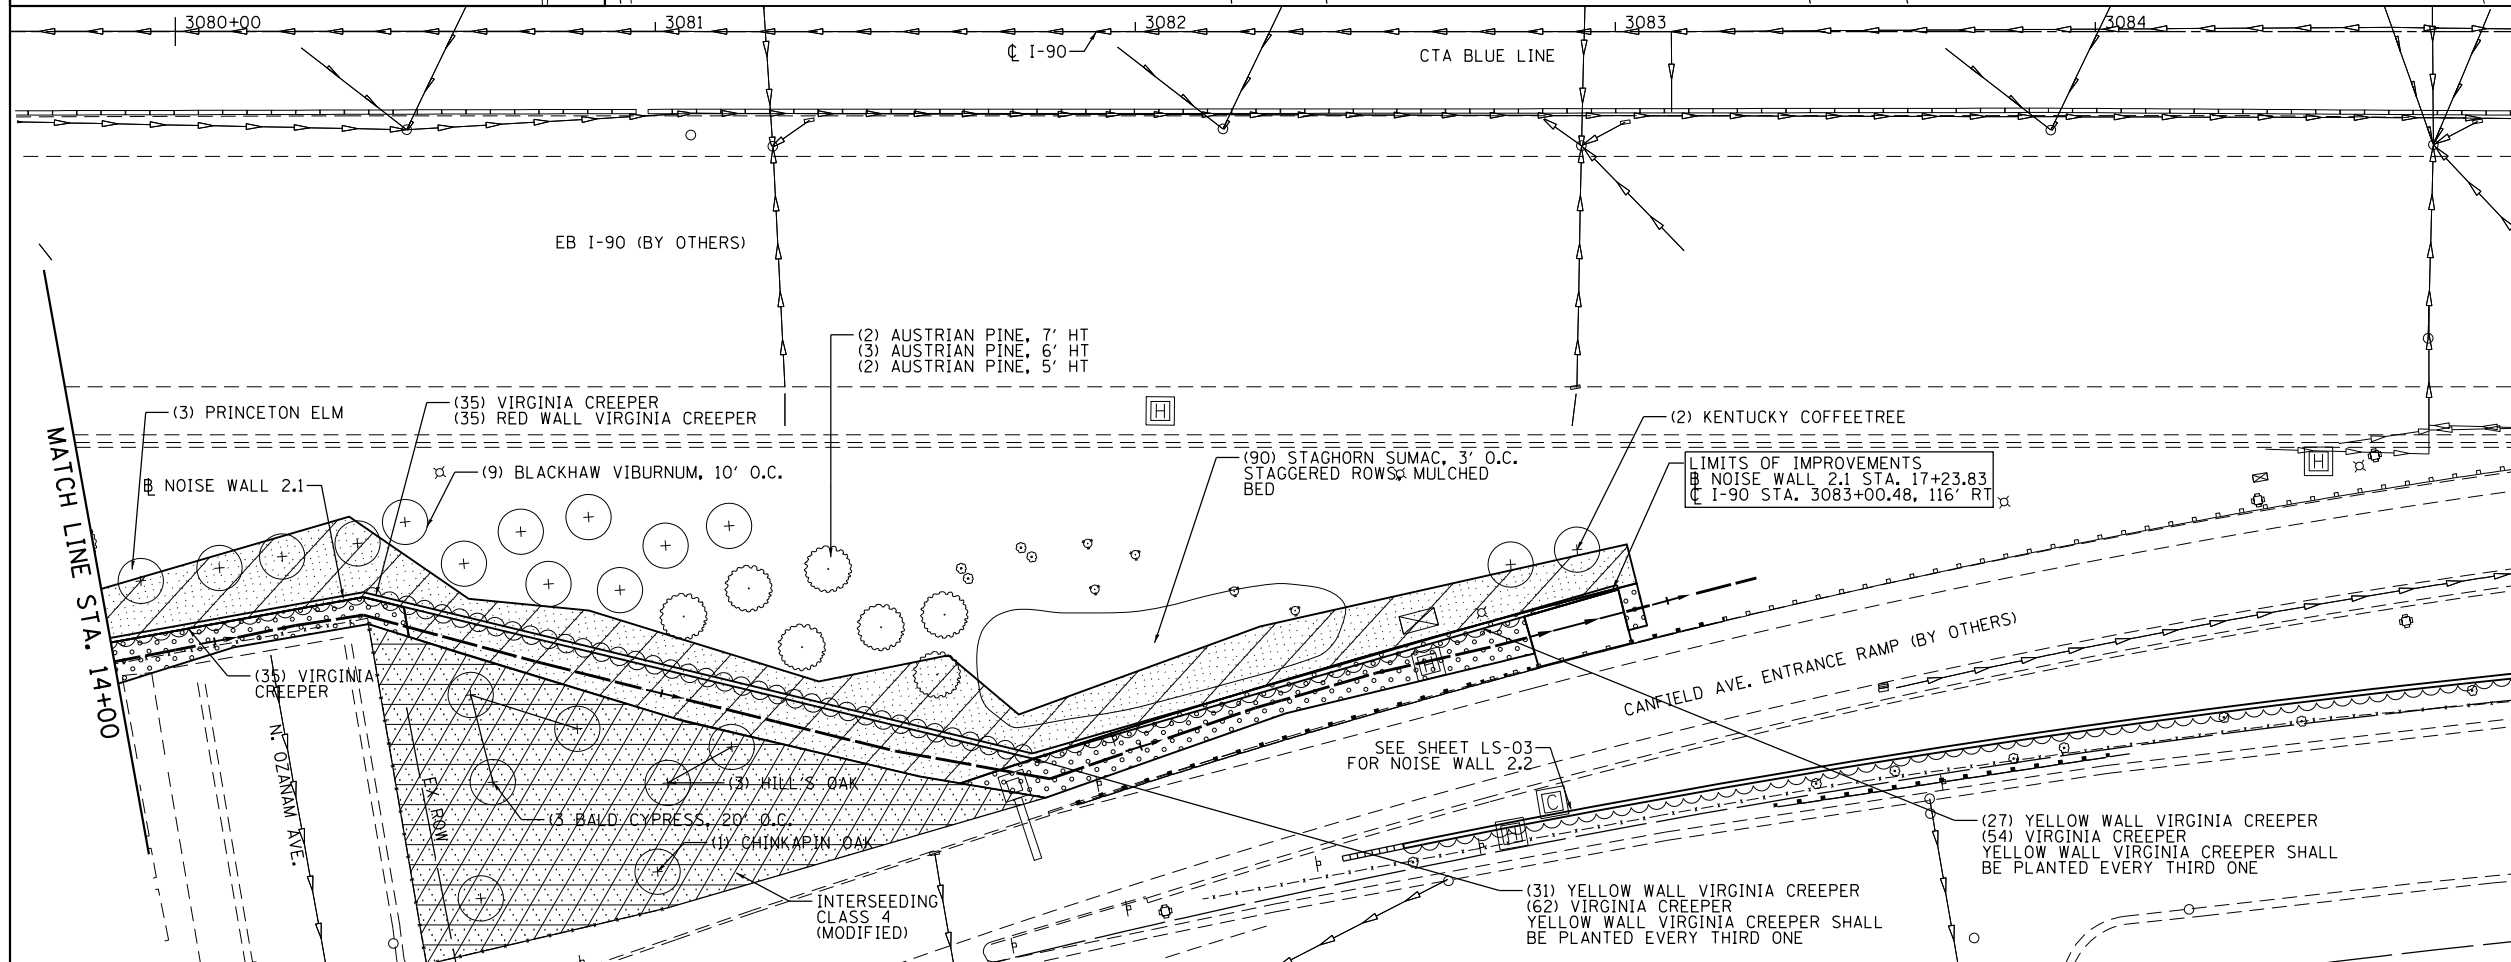 3080+00
3081
3082
3083
3084
℄ I-90
CTA BLUE LINE
EB I-90 (BY OTHERS)
(2) AUSTRIAN PINE, 7' HT
(3) AUSTRIAN PINE, 6' HT
(2) AUSTRIAN PINE, 5' HT
(3) PRINCETON ELM
(35) VIRGINIA CREEPER
(35) RED WALL VIRGINIA CREEPER
H
(2) KENTUCKY COFFEETREE
(9) BLACKHAW VIBURNUM, 10' O.C.
(90) STAGHORN SUMAC, 3' O.C.
STAGGERED ROWS, MULCHED
BED
LIMITS OF IMPROVEMENTS
BL NOISE WALL 2.1 STA. 17+23.83
℄ I-90 STA. 3083+00.48, 116' RT
H
BL NOISE WALL 2.1
MATCH LINE STA. 14+00
(35) VIRGINIA
CREEPER
H
CANFIELD AVE. ENTRANCE RAMP (BY OTHERS)
N. OZANAM AVE.
EX ROW
(3) HILL'S OAK
(3 BALD CYPRESS, 20' O.C.
(1) CHINKAPIN OAK
SEE SHEET LS-03
FOR NOISE WALL 2.2
C
INTERSEEDING
CLASS 4
(MODIFIED)
(27) YELLOW WALL VIRGINIA CREEPER
(54) VIRGINIA CREEPER
YELLOW WALL VIRGINIA CREEPER SHALL
BE PLANTED EVERY THIRD ONE
(31) YELLOW WALL VIRGINIA CREEPER
(62) VIRGINIA CREEPER
YELLOW WALL VIRGINIA CREEPER SHALL
BE PLANTED EVERY THIRD ONE